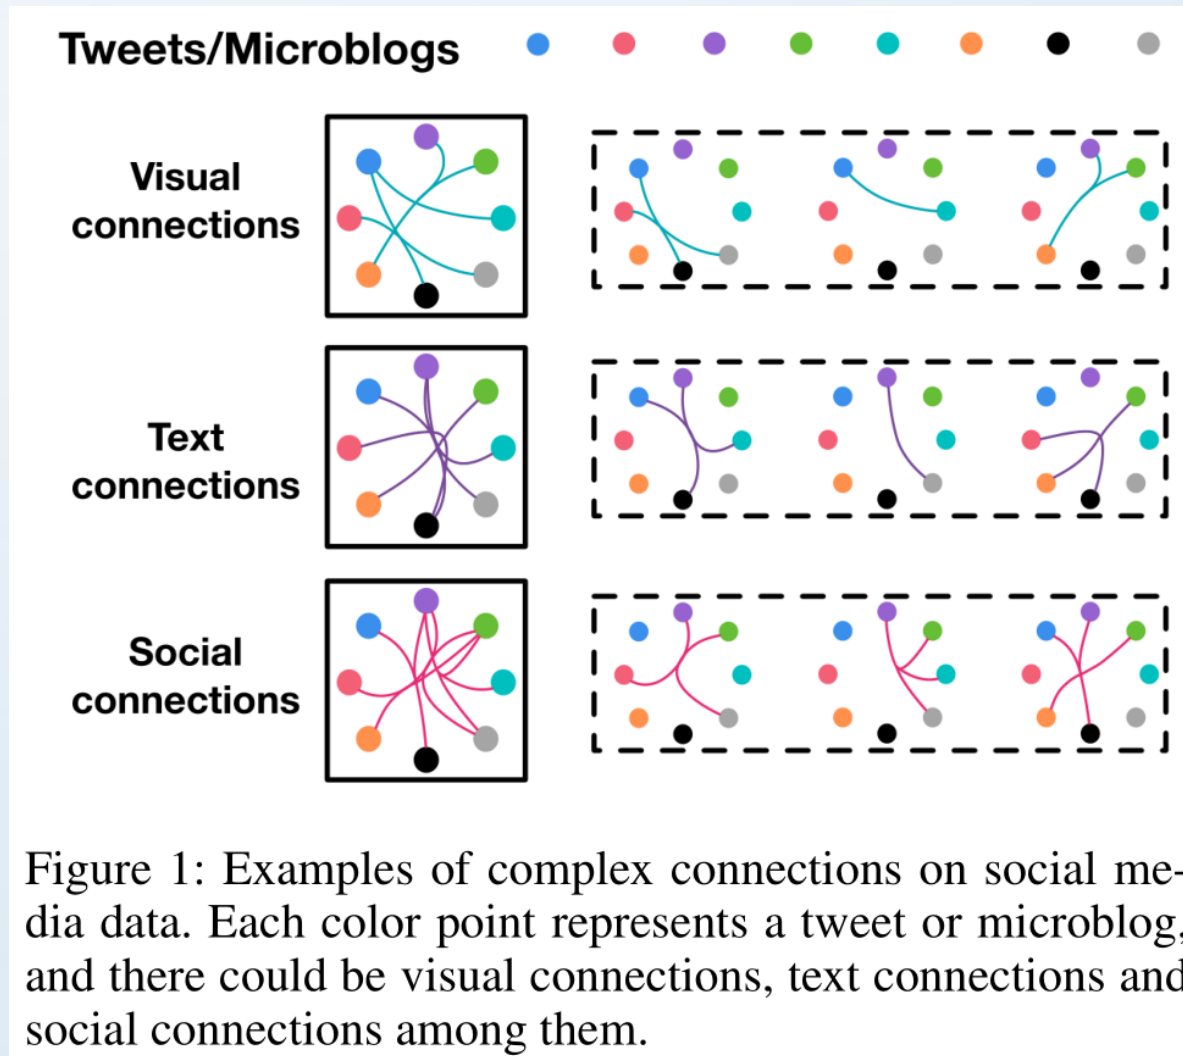 Tweets/Microblogs
Visual
connections
Text
connections
Social
connections
Figure 1: Examples of complex connections on social me-
dia data. Each color point represents a tweet or microblog,
and there could be visual connections, text connections and
social connections among them.